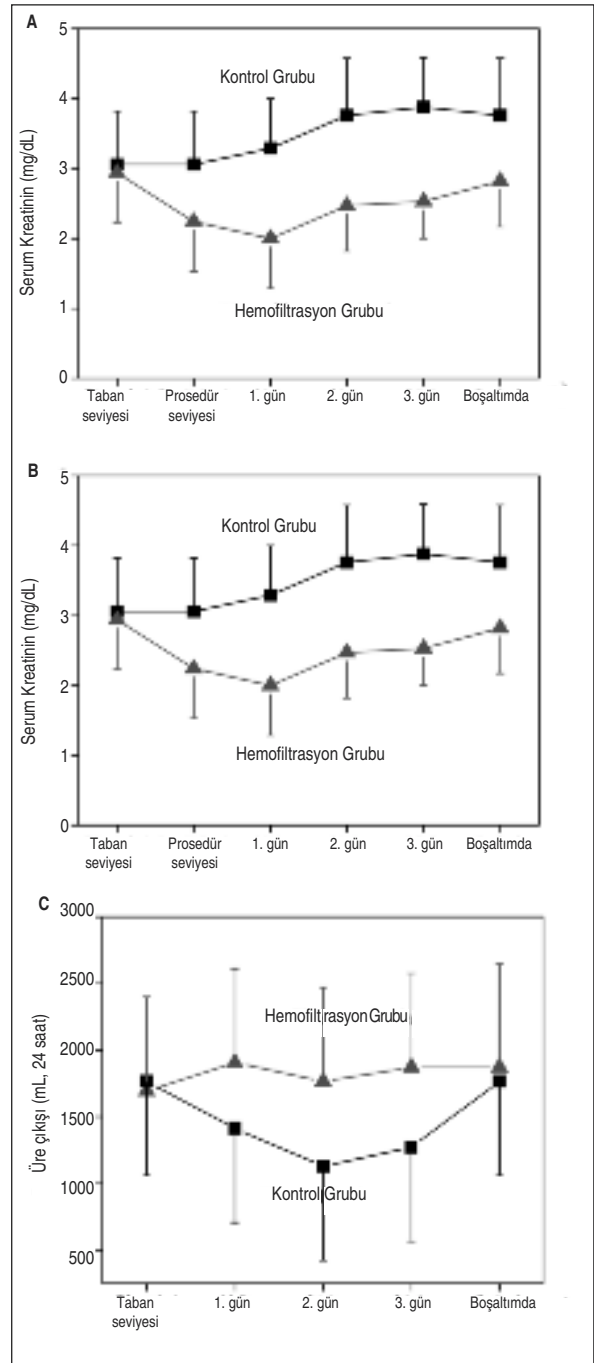 A
5
Kontrol Grubu
4
3
2
1
0
Serum Kreatinin (mg/dL)
Hemofiltrasyon Grubu
Taban seviyesi
Prosedür seviyesi
1. gün
2. gün
3. gün
Boşaltımda
B
5
Kontrol Grubu
4
3
2
1
0
Serum Kreatinin (mg/dL)
Hemofiltrasyon Grubu
Taban seviyesi
Prosedür seviyesi
1. gün
2. gün
3. gün
Boşaltımda
C
3000
2500
2000
1500
1000
500
Üre çıkışı (mL, 24 saat)
Hemofiltrasyon Grubu
Kontrol Grubu
Taban seviyesi
1. gün
2. gün
3. gün
Boşaltımda